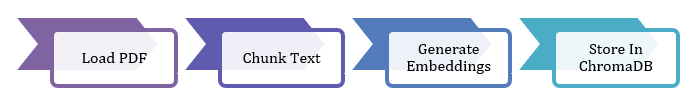 Load PDF
Chunk Text
Generate
Embeddings
Store In
ChromaDB